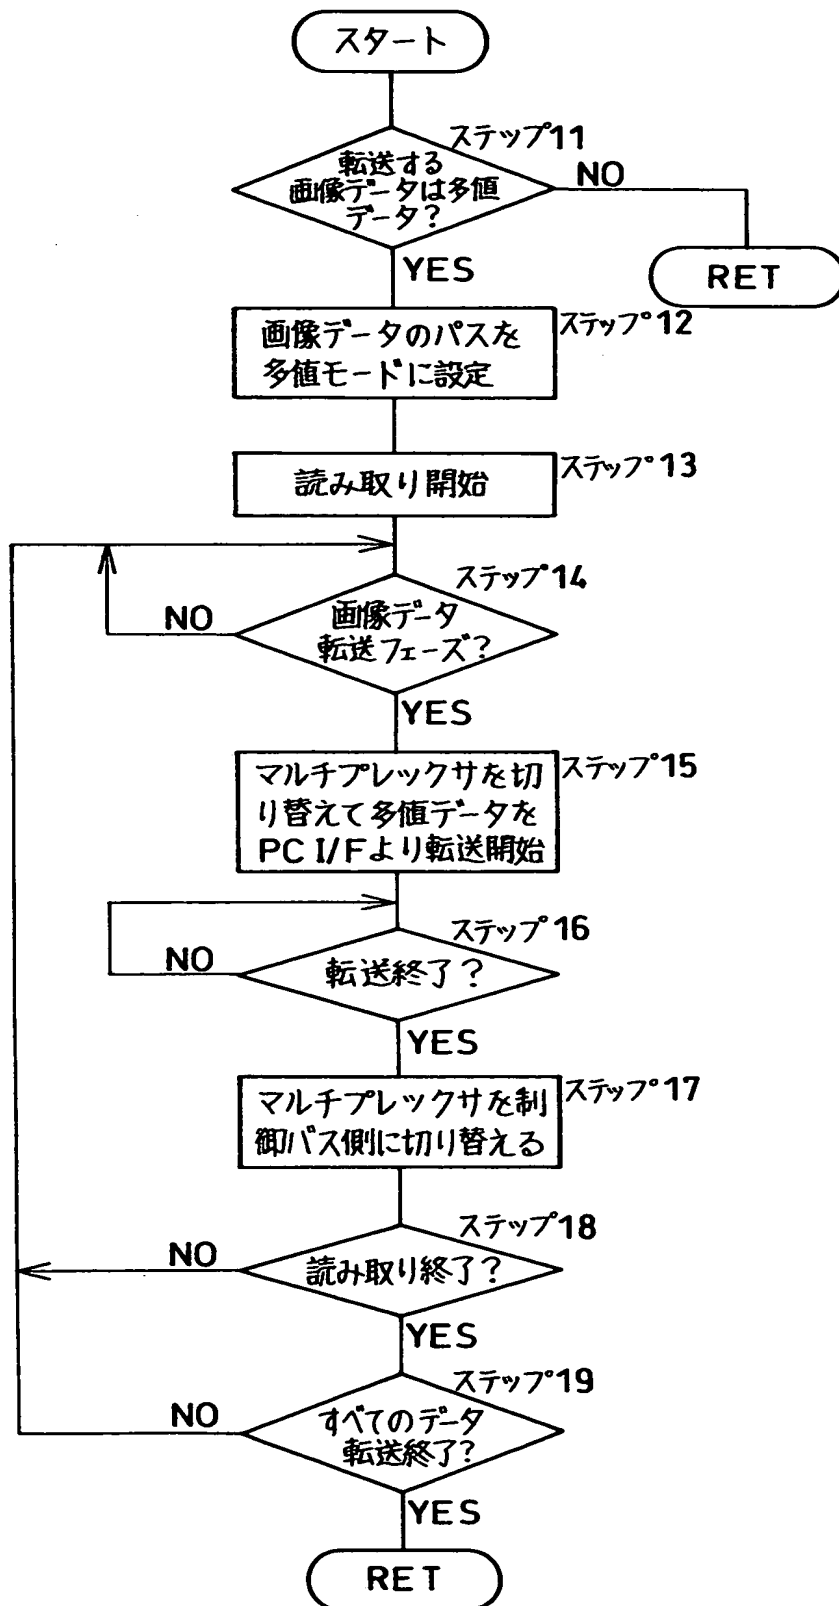 スタート
ステップ11
転送する
画像データは多値
データ?
NO
YES
RET
ステップ12
画像データのパスを
多値モードに設定
ステップ13
読み取り開始
ステップ14
画像データ
転送フェーズ?
NO
YES
ステップ15
マルチプレックサを切
り替えて多値データを
PC I/Fより転送開始
ステップ16
転送終了?
NO
YES
ステップ17
マルチプレックサを制
御バス側に切り替える
ステップ18
読み取り終了?
NO
YES
ステップ19
すべてのデータ
転送終了?
NO
YES
RET